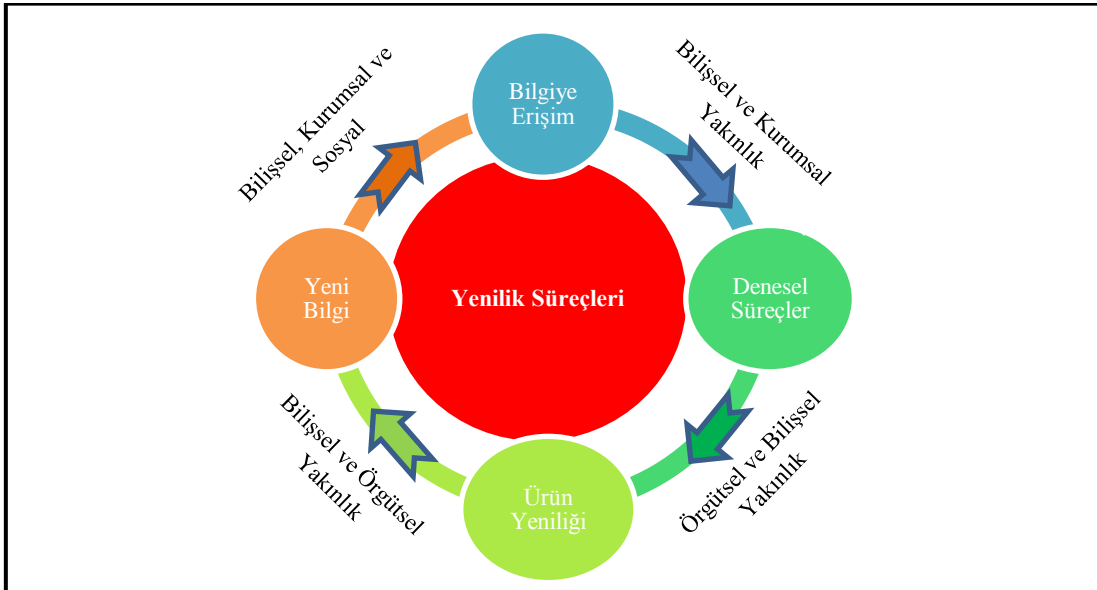 Bilgiye
Erişim
Bilişsel ve Kurumsal
Yakınlık
Denesel
Süreçler
Örgütsel ve Bilişsel
Yakınlık
Ürün
Yeniliği
Bilişsel ve Örgütsel
Yakınlık
Yeni
Bilgi
Bilişsel, Kurumsal ve
Sosyal
Yenilik Süreçleri